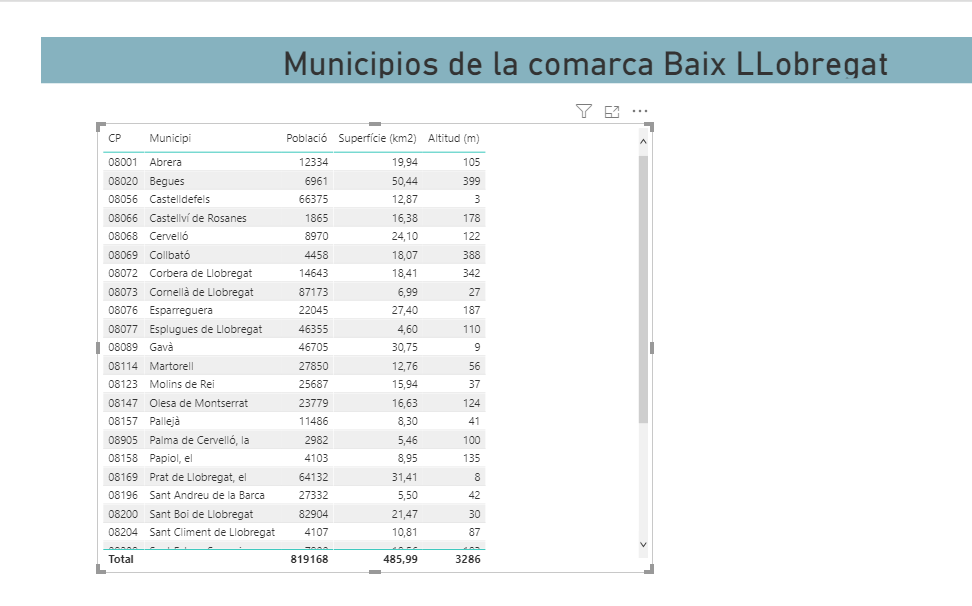 Municipios de la comarca Baix LLobregat
CP Municipi Població Superfície (km2) Altitud (m)
08001 Abrera 12334 19,94 105
08020 Begues 6961 50,44 399
08056 Castelldefels 66375 12,87 3
08066 Castellví de Rosanes 1865 16,38 178
08068 Cervelló 8970 24,10 122
08069 Collbató 4458 18,07 388
08072 Corbera de Llobregat 14643 18,41 342
08073 Cornellà de Llobregat 87173 6,99 27
08076 Esparreguera 22045 27,40 187
08077 Esplugues de Llobregat 46355 4,60 110
08089 Gavà 46705 30,75 9
08114 Martorell 27850 12,76 56
08123 Molins de Rei 25687 15,94 37
08147 Olesa de Montserrat 23779 16,63 124
08157 Pallejà 11486 8,30 41
08905 Palma de Cervelló, la 2982 5,46 100
08158 Papiol, el 4103 8,95 135
08169 Prat de Llobregat, el 64132 31,41 8
08196 Sant Andreu de la Barca 27332 5,50 42
08200 Sant Boi de Llobregat 82904 21,47 30
08204 Sant Climent de Llobregat 4107 10,81 87
Total 819168 485,99 3286